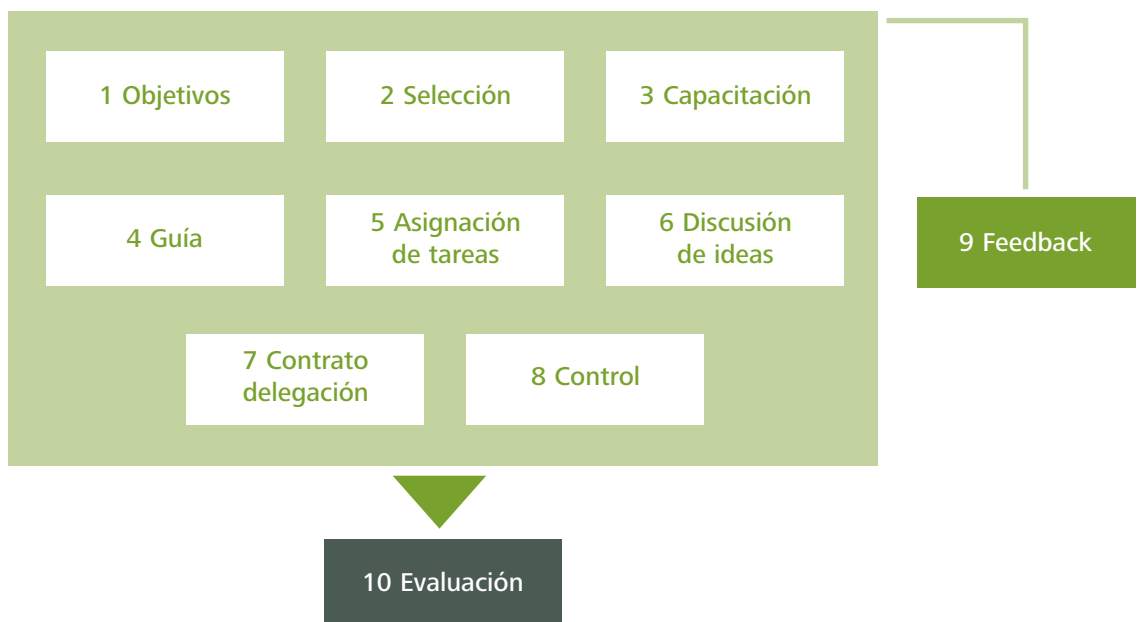 1 Objetivos
2 Selección
3 Capacitación
4 Guía
5 Asignación
de tareas
6 Discusión
de ideas
9 Feedback
7 Contrato
delegación
8 Control
10 Evaluación